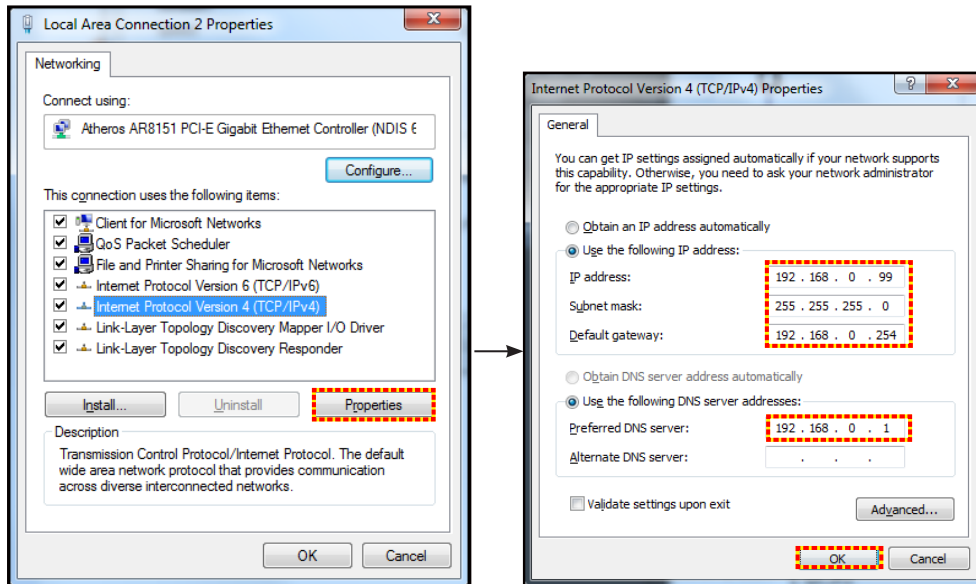 Local Area Connection 2 Properties
Networking
Connect using:
Atheros AR8151 PCI-E Gigabit Ethernet Controller (NDIS 6
Configure...
This connection uses the following items:
Client for Microsoft Networks
QoS Packet Scheduler
File and Printer Sharing for Microsoft Networks
Internet Protocol Version 6 (TCP/IPv6)
Internet Protocol Version 4 (TCP/IPv4)
Link-Layer Topology Discovery Mapper I/O Driver
Link-Layer Topology Discovery Responder
Install...
Uninstall
Properties
Description
Transmission Control Protocol/Internet Protocol. The default
wide area network protocol that provides communication
across diverse interconnected networks.
OK
Cancel
Internet Protocol Version 4 (TCP/IPv4) Properties
General
You can get IP settings assigned automatically if your network supports
this capability. Otherwise, you need to ask your network administrator
for the appropriate IP settings.
Obtain an IP address automatically
Use the following IP address:
IP address: 192 . 168 . 0 . 99
Subnet mask: 255 . 255 . 255 . 0
Default gateway: 192 . 168 . 0 . 254
Obtain DNS server address automatically
Use the following DNS server addresses:
Preferred DNS server: 192 . 168 . 0 . 1
Alternate DNS server: . . .
Validate settings upon exit
Advanced...
OK
Cancel